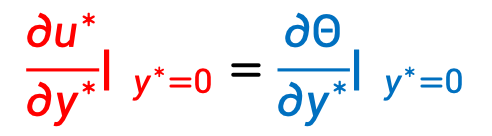 ∂u*/∂y* | y*=0 = ∂Θ/∂y* | y*=0